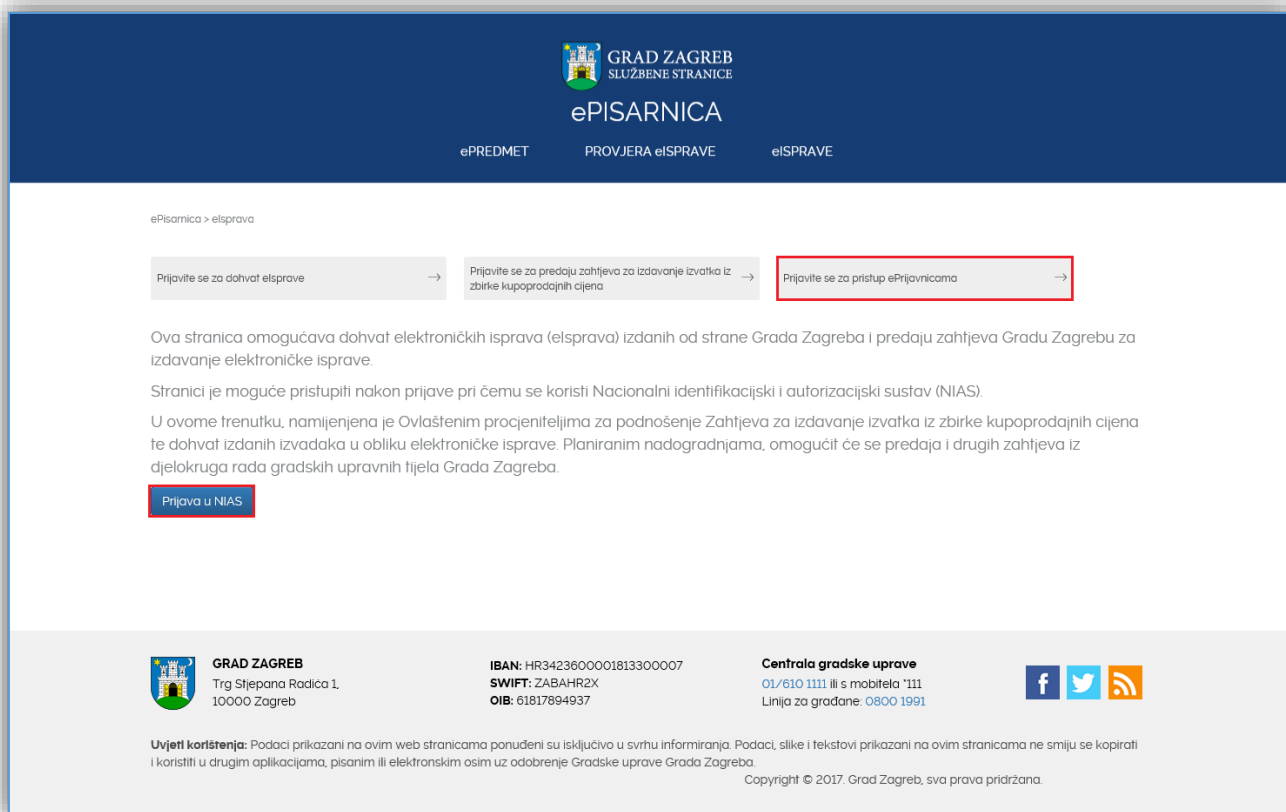 GRAD ZAGREB
SLUŽBENE STRANICE
ePISARNICA
ePREDMET PROVJERA eISPRAVE eISPRAVE
ePisarnica > eIsprava
Prijavite se za dohvat eIsprave →
Prijavite se za predaju zahtjeva za izdavanje izvatka iz
zbirke kupoprodajnih cijena →
Prijavite se za pristup ePrijavnicama →
Ova stranica omogućava dohvat elektroničkih isprava (eIsprava) izdanih od strane Grada Zagreba i predaju zahtjeva Gradu Zagrebu za
izdavanje elektroničke isprave.
Stranici je moguće pristupiti nakon prijave pri čemu se koristi Nacionalni identifikacijski i autorizacijski sustav (NIAS).
U ovome trenutku, namijenjena je Ovlaštenim procjeniteljima za podnošenje Zahtjeva za izdavanje izvatka iz zbirke kupoprodajnih cijena
te dohvat izdanih izvadaka u obliku elektroničke isprave. Planiranim nadogradnjama, omogućit će se predaja i drugih zahtjeva iz
djelokruga rada gradskih upravnih tijela Grada Zagreba.
Prijava u NIAS
GRAD ZAGREB
Trg Stjepana Radića 1,
10000 Zagreb
IBAN: HR3423600001813300007
SWIFT: ZABAHR2X
OIB: 61817894937
Centrala gradske uprave
01/610 1111 ili s mobitela *111
Linija za građane: 0800 1991
Uvjeti korištenja: Podaci prikazani na ovim web stranicama ponuđeni su isključivo u svrhu informiranja. Podaci, slike i tekstovi prikazani na ovim stranicama ne smiju se kopirati
i koristiti u drugim aplikacijama, pisanim ili elektronskim osim uz odobrenje Gradske uprave Grada Zagreba.
Copyright © 2017. Grad Zagreb, sva prava pridržana.